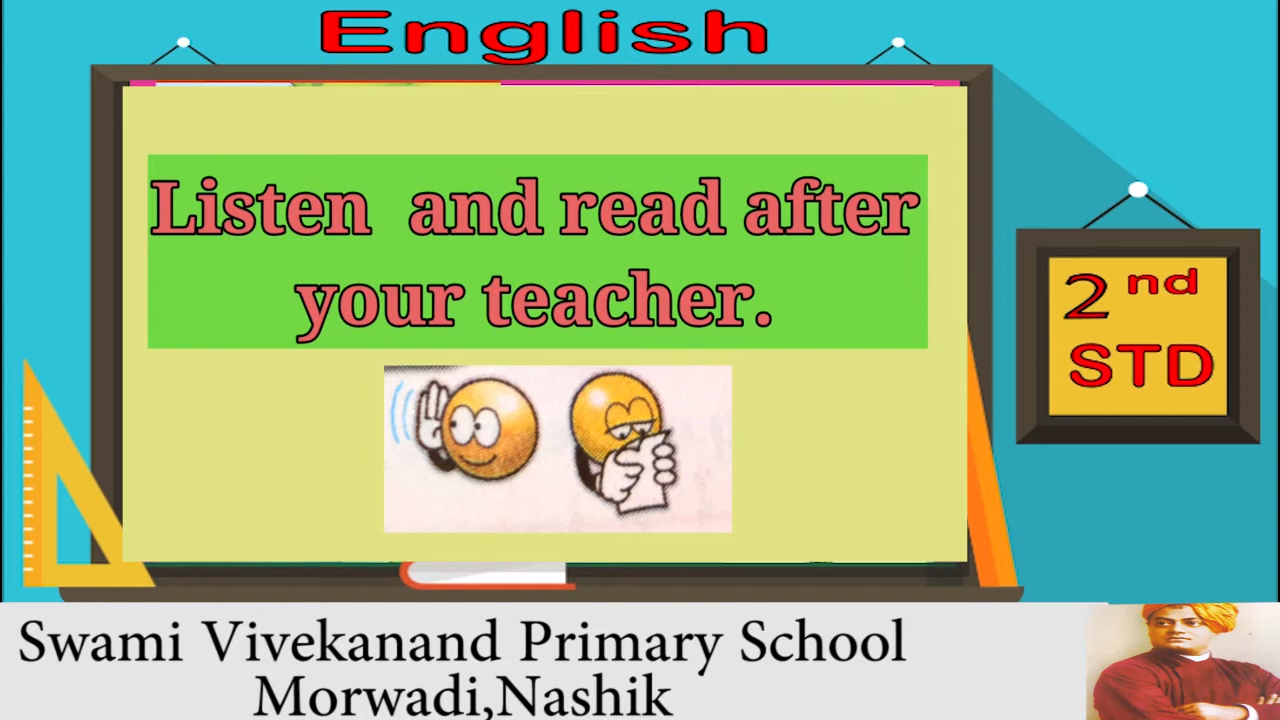 English
Listen and read after
your teacher.
2 nd
STD
Swami Vivekanand Primary School
Morwadi,Nashik